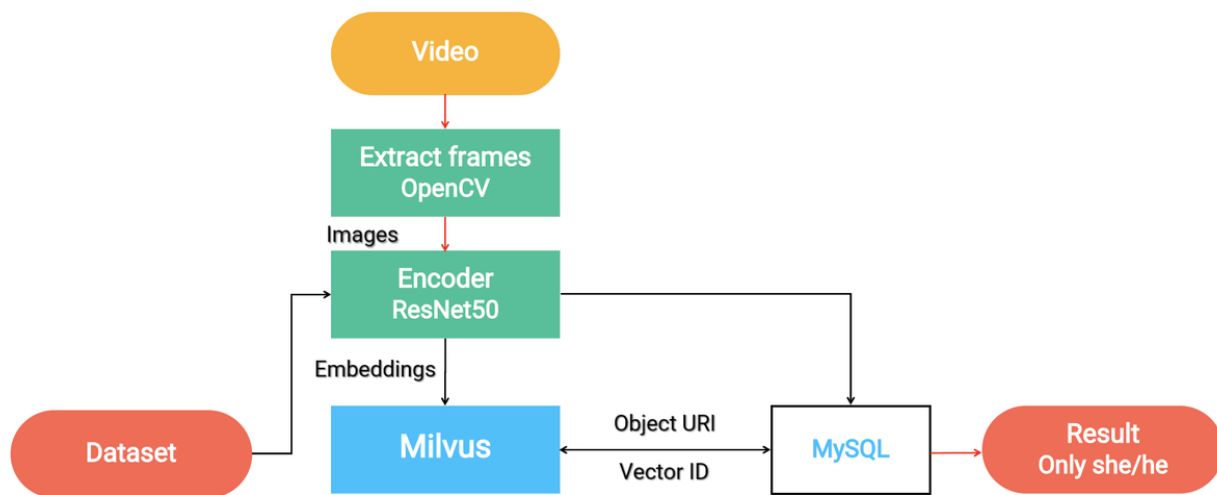 Video
Extract frames
OpenCV
Images
Encoder
ResNet50
Embeddings
Dataset
Milvus
Object URI
Vector ID
MySQL
Result
Only she/he